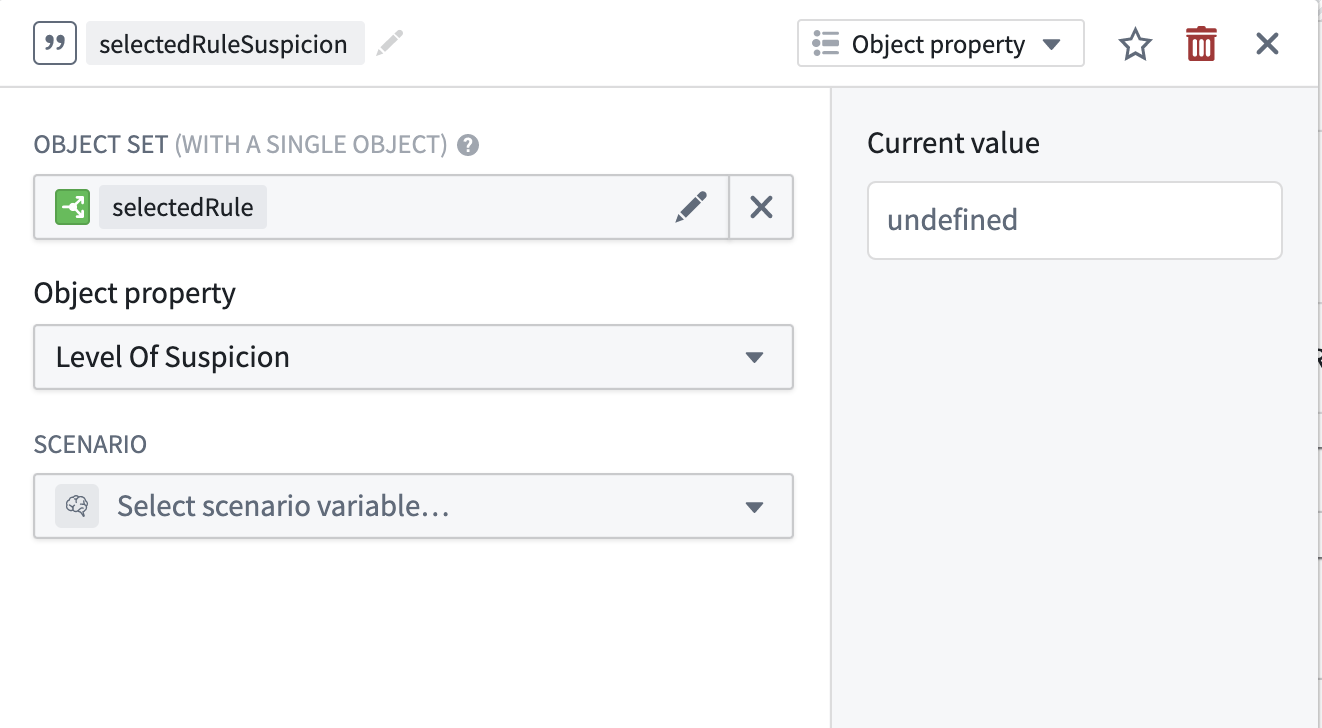 selectedRuleSuspicion
Object property
OBJECT SET (WITH A SINGLE OBJECT)
selectedRule
Object property
Level Of Suspicion
SCENARIO
Select scenario variable…
Current value
undefined